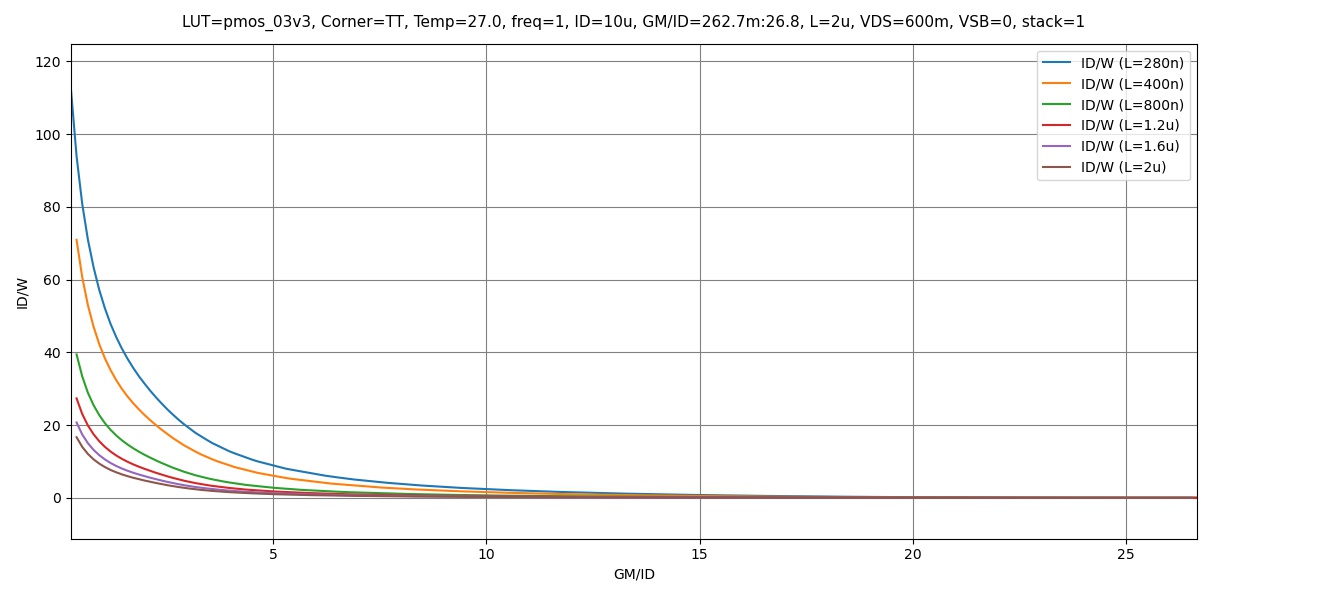 LUT=pmos_03v3, Corner=TT, Temp=27.0, freq=1, ID=10u, GM/ID=262.7m:26.8, L=2u, VDS=600m, VSB=0, stack=1
120
100
80
60
40
20
0
ID/W
ID/W (L=280n)
ID/W (L=400n)
ID/W (L=800n)
ID/W (L=1.2u)
ID/W (L=1.6u)
ID/W (L=2u)
5 10 15 20 25
GM/ID